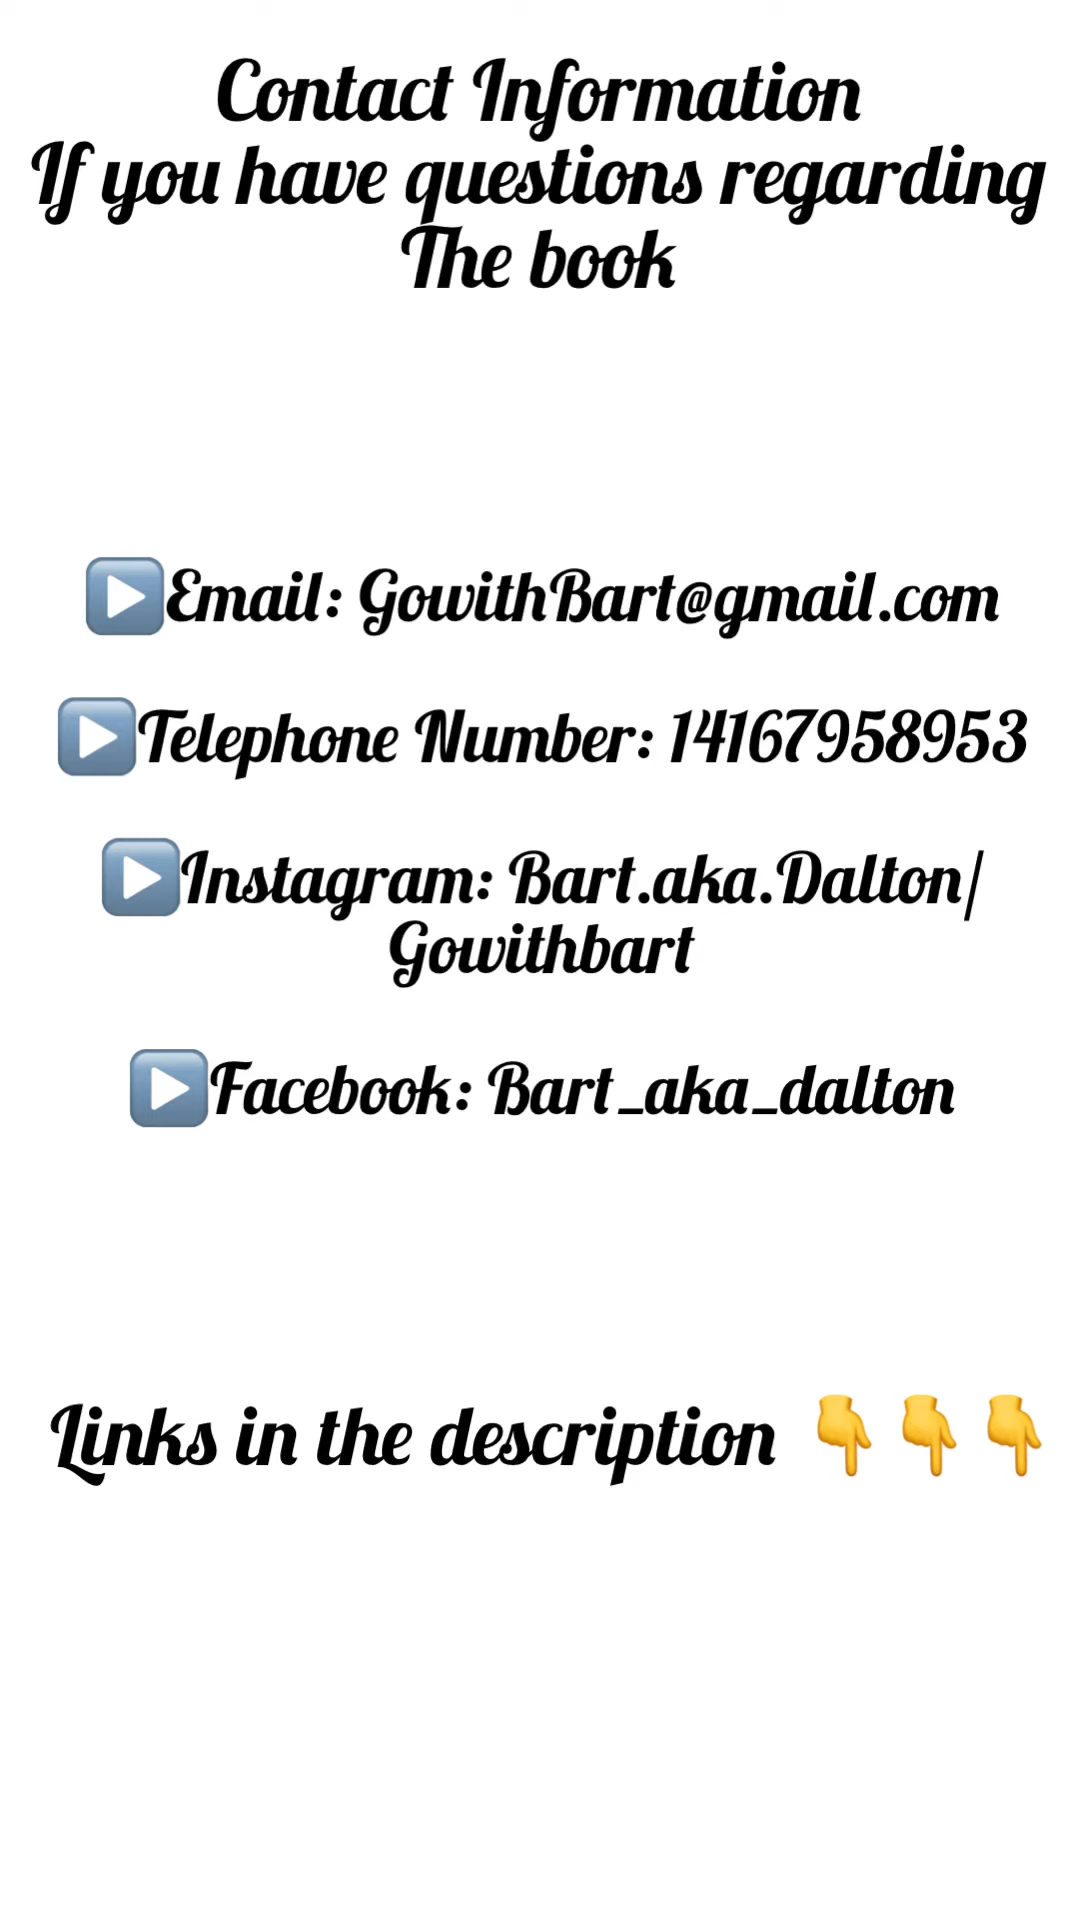 Contact Information
If you have questions regarding
The book
▶️Email: GowithBart@gmail.com
▶️Telephone Number: 14167958953
▶️Instagram: Bart.aka.Dalton/
Gowithbart
▶️Facebook: Bart_aka_dalton
Links in the description 👇👇👇